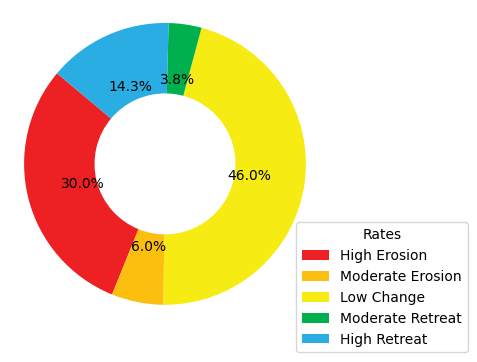 14.3%
3.8%
30.0%
46.0%
6.0%
Rates
High Erosion
Moderate Erosion
Low Change
Moderate Retreat
High Retreat